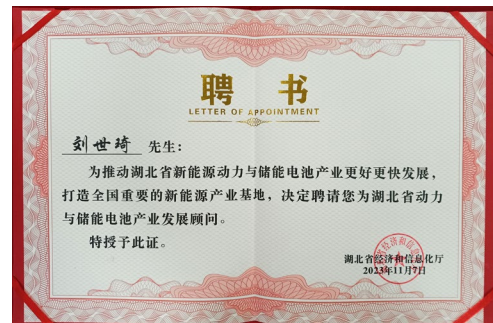 聘 书
LETTER OF APPOINTMENT
刘世琦 先生：
为推动湖北省新能源动力与储能电池产业更好更快发展，
打造全国重要的新能源产业基地，决定聘请您为湖北省动力
与储能电池产业发展顾问。
特授予此证。
湖北省经济和信息化厅
2023年11月7日